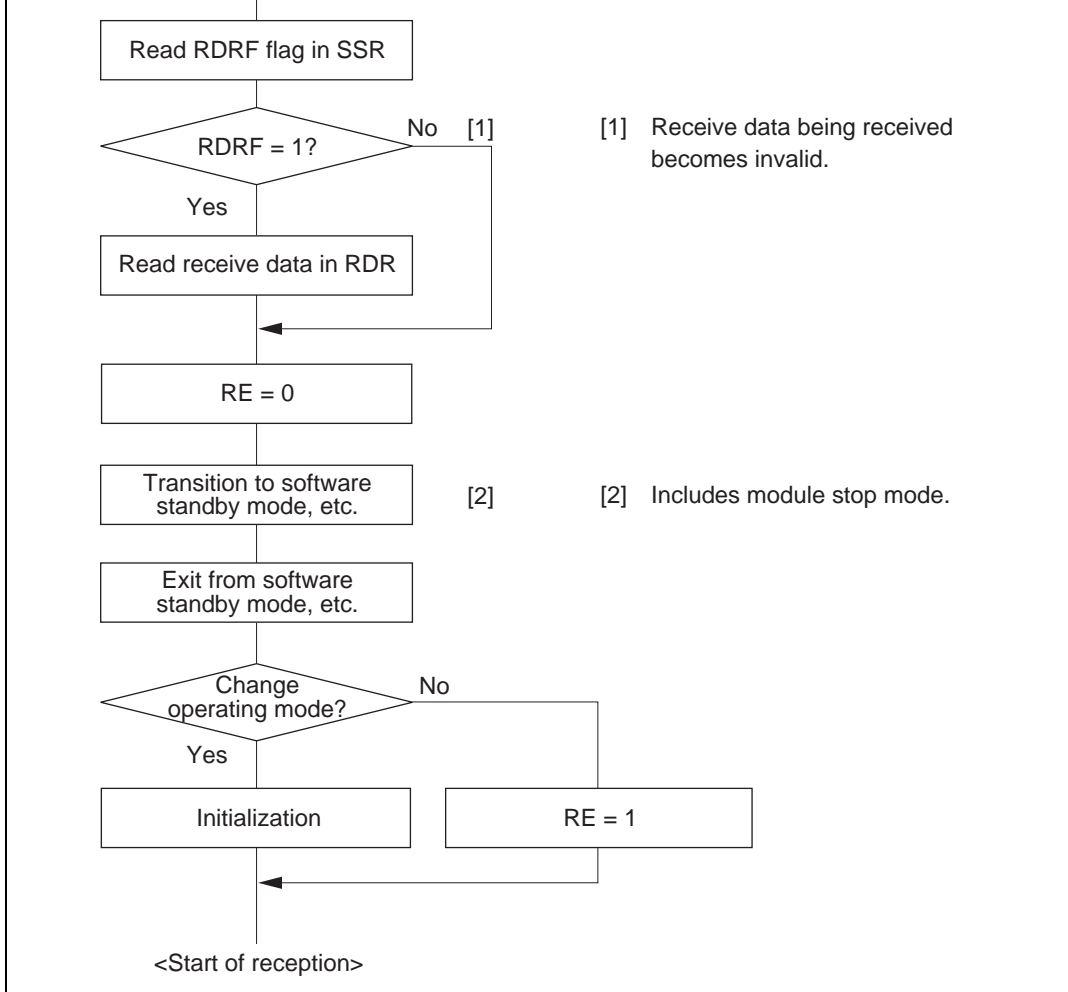 Read RDRF flag in SSR
RDRF = 1?
No [1]
[1] Receive data being received
becomes invalid.
Yes
Read receive data in RDR
RE = 0
Transition to software
standby mode, etc.
[2]
[2] Includes module stop mode.
Exit from software
standby mode, etc.
Change
operating mode?
No
Yes
Initialization
RE = 1
<Start of reception>